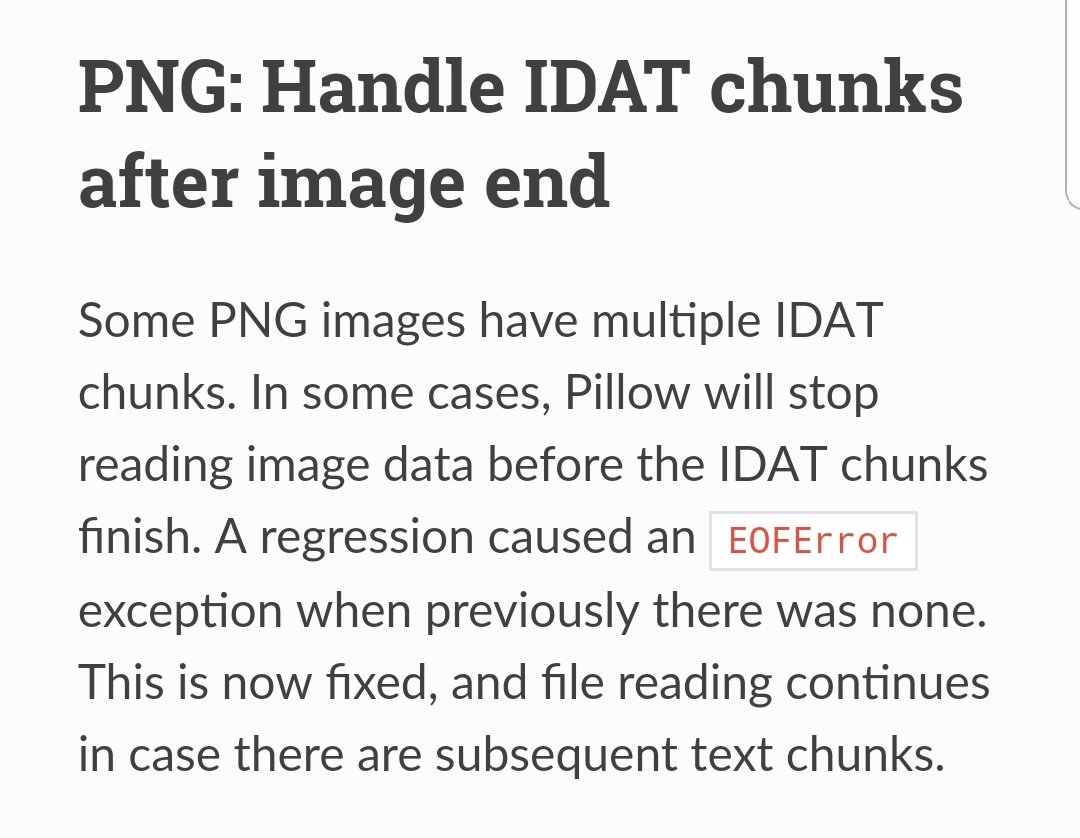 PNG: Handle IDAT chunks
after image end
Some PNG images have multiple IDAT
chunks. In some cases, Pillow will stop
reading image data before the IDAT chunks
finish. A regression caused an EOFError
exception when previously there was none.
This is now fixed, and file reading continues
in case there are subsequent text chunks.